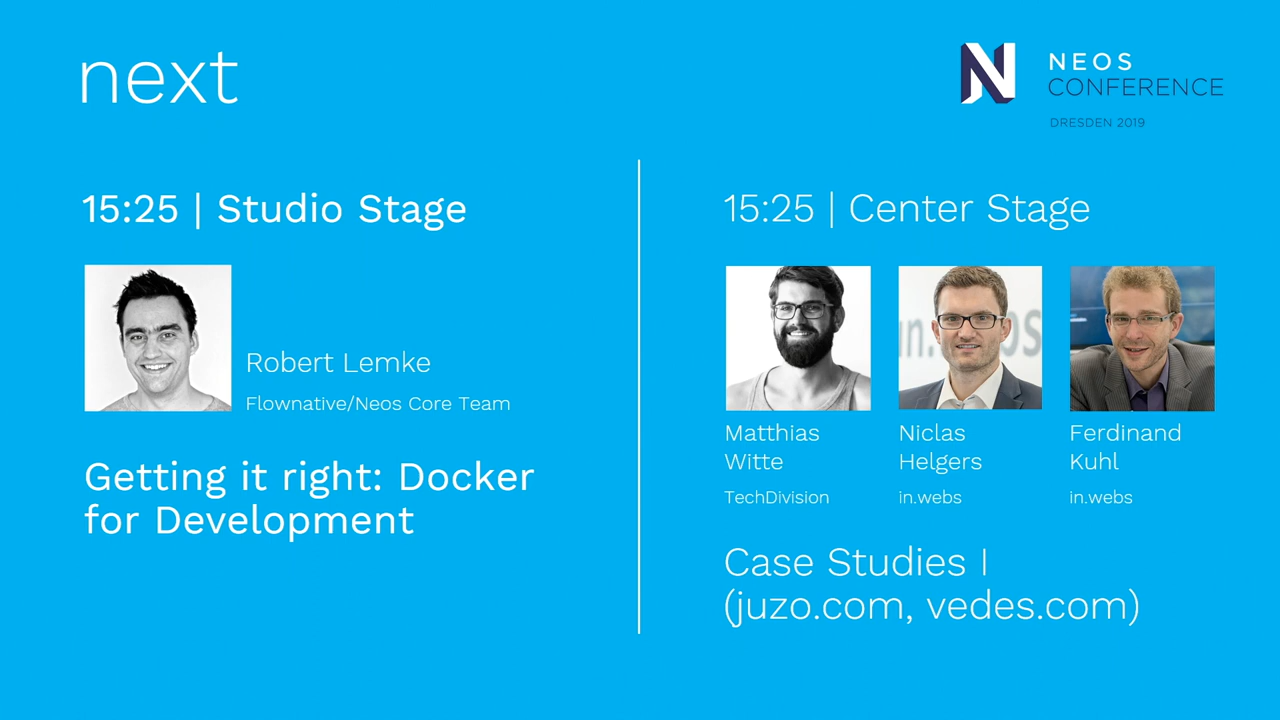 next
NEOS
CONFERENCE
DRESDEN 2019
15:25 | Studio Stage
Robert Lemke
Flownative/Neos Core Team
Getting it right: Docker
for Development
15:25 | Center Stage
Matthias
Witte
TechDivision
Niclas
Helgers
in.webs
Ferdinand
Kuhl
in.webs
Case Studies I
(juzo.com, vedes.com)